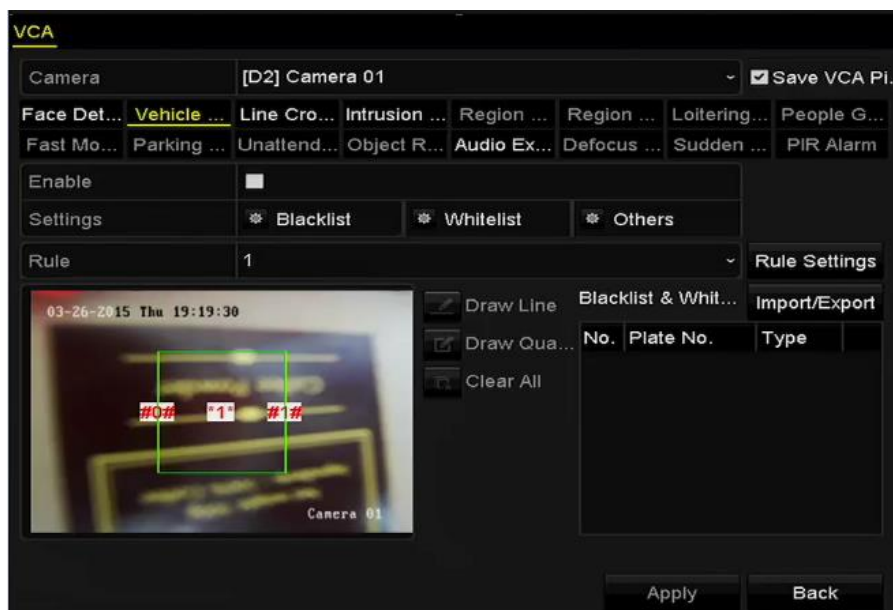 VCA
Camera [D2] Camera 01 Save VCA Pi.
Face Det... Vehicle ... Line Cro... Intrusion ... Region ... Region ... Loitering... People G...
Fast Mo... Parking ... Unattend... Object R... Audio Ex... Defocus ... Sudden ... PIR Alarm
Enable
Settings Blacklist Whitelist Others
Rule 1 Rule Settings
03-26-2015 Thu 19:19:30
#0# *1* #1#
Camera 01
Draw Line
Draw Qua...
Clear All
Blacklist & Whit... Import/Export
No. Plate No. Type
Apply Back